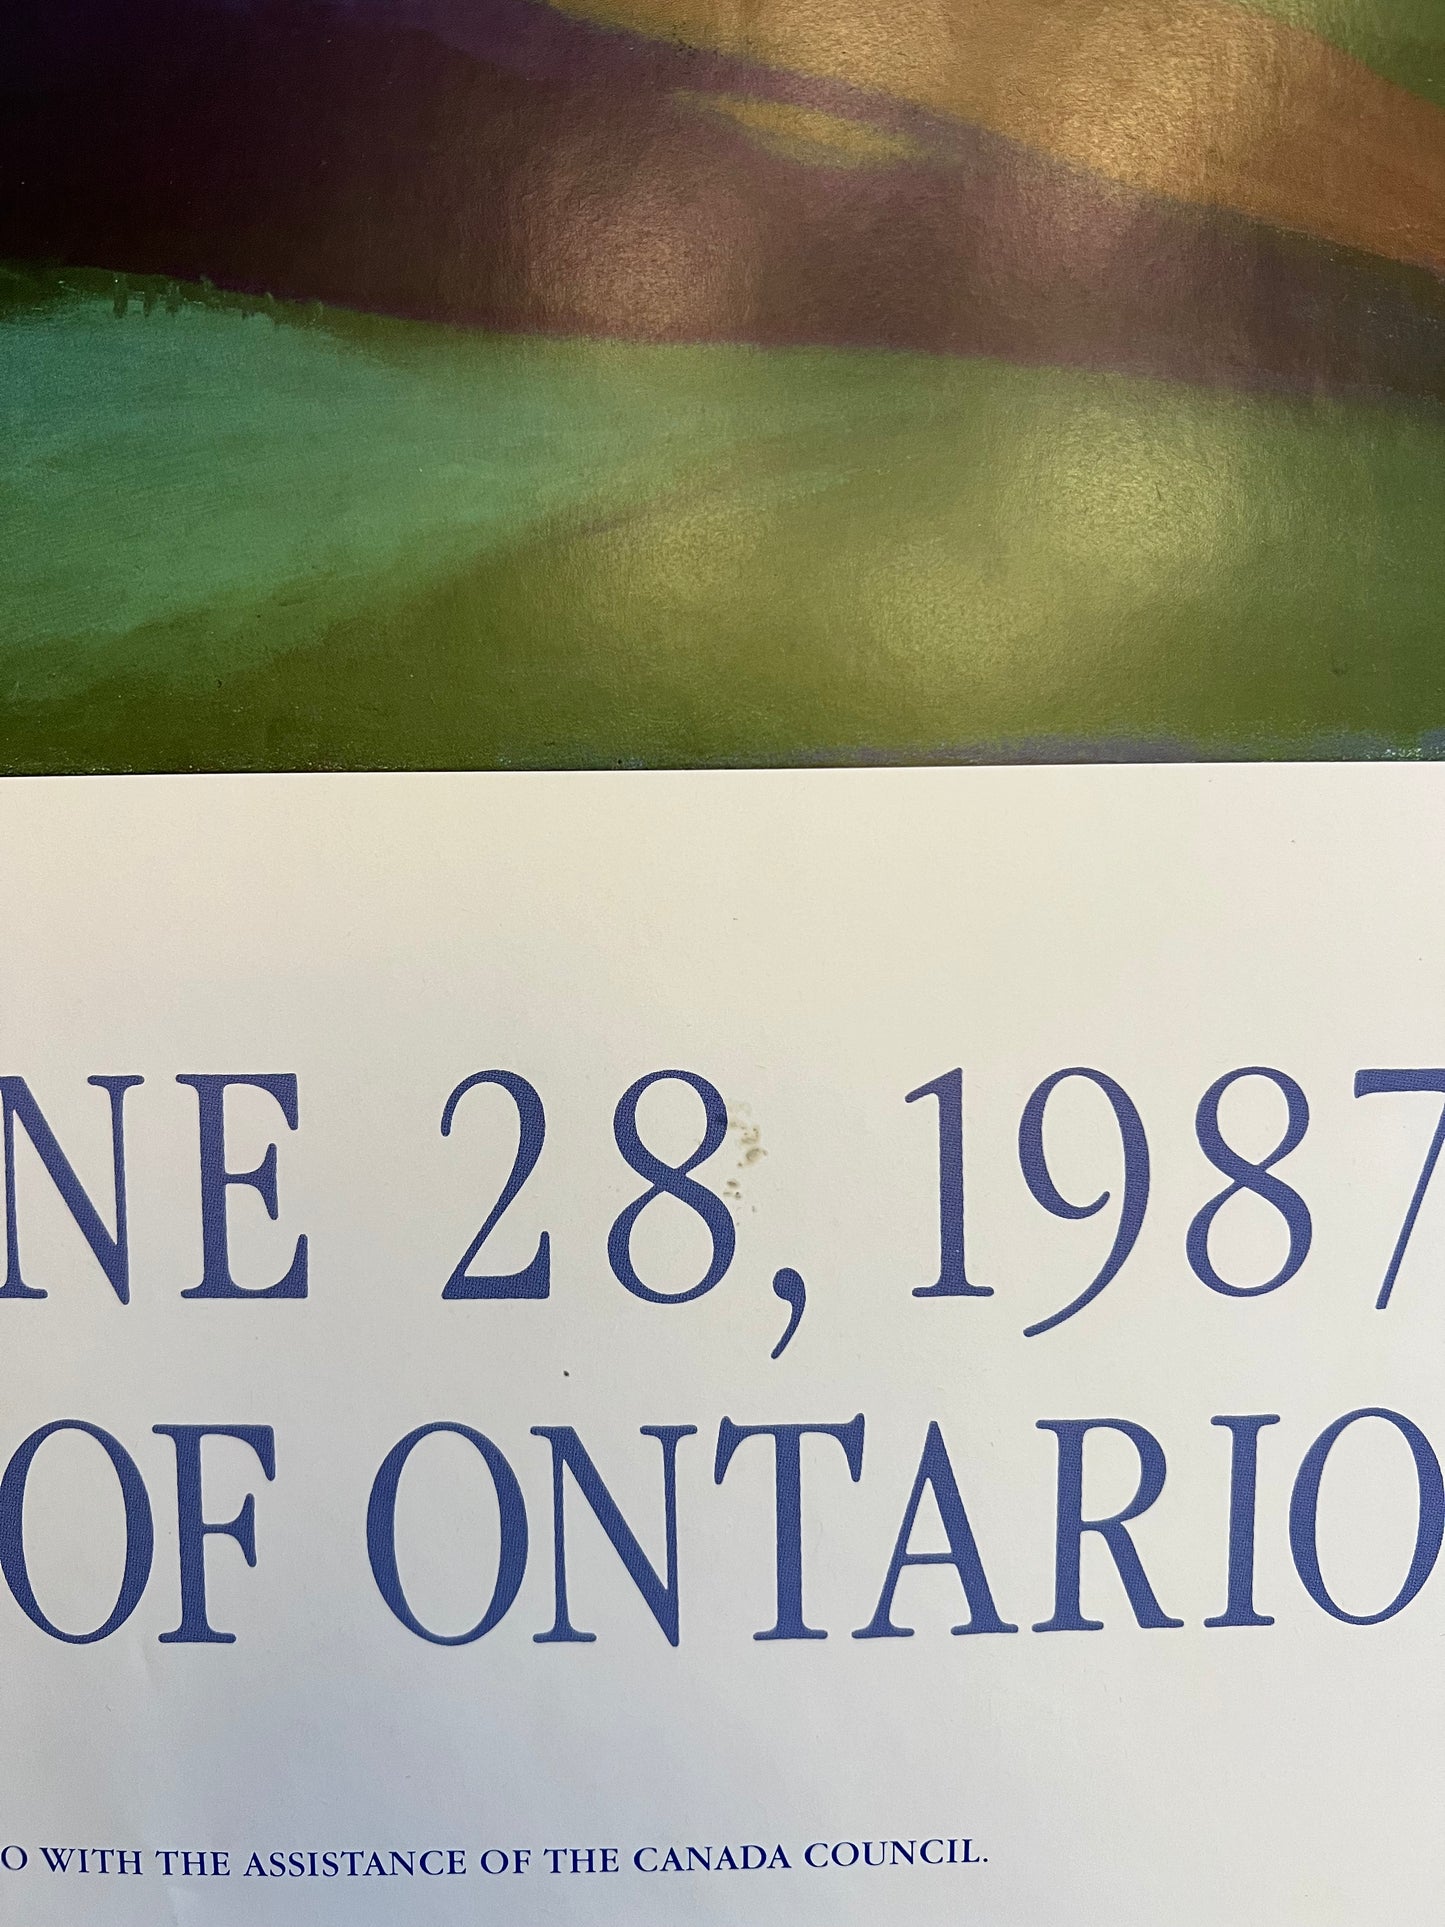 NE 28, 1987
OF ONTARIO
O WITH THE ASSISTANCE OF THE CANADA COUNCIL.